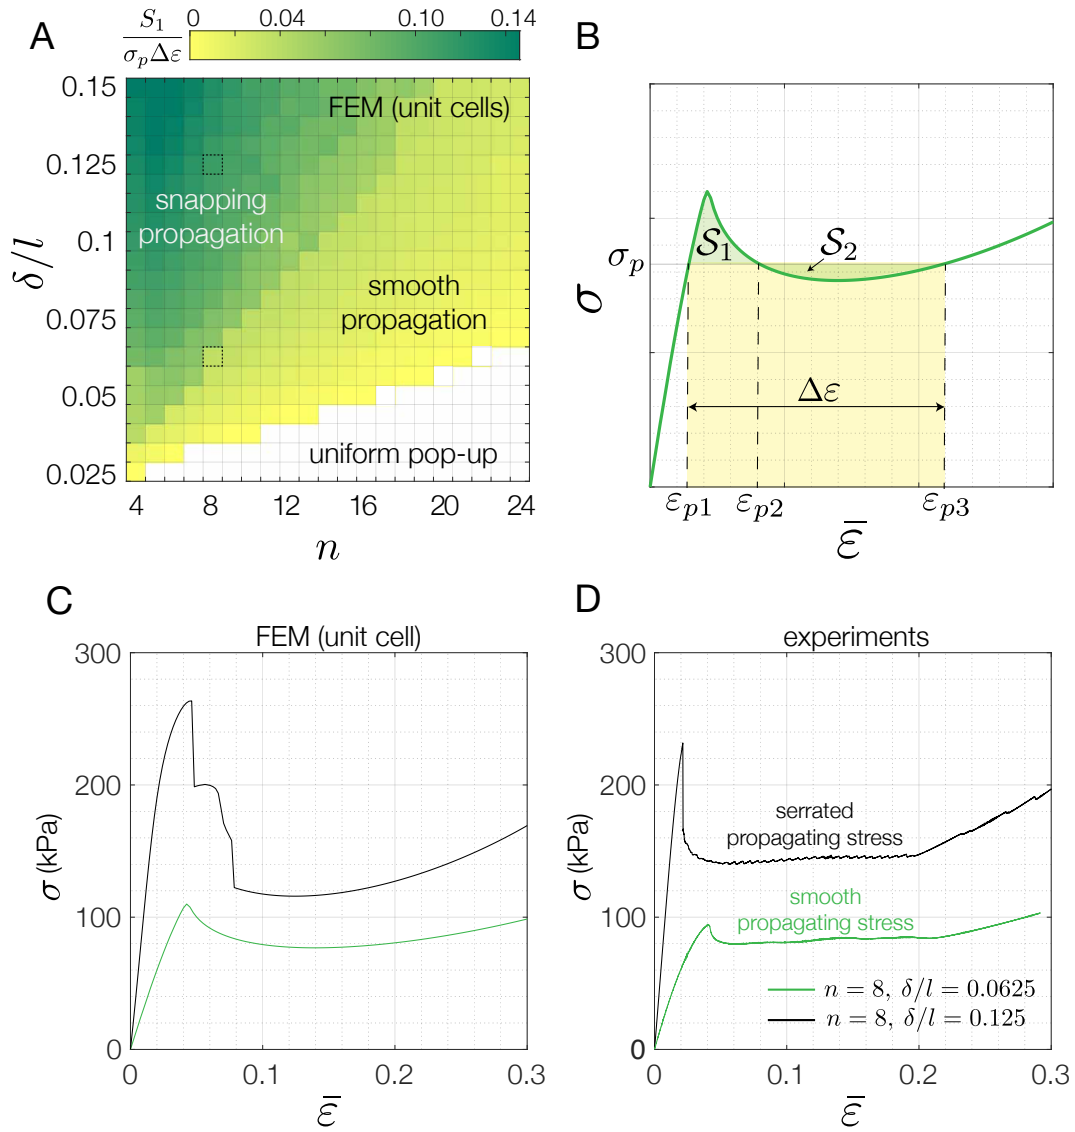 A
S₁
σₚΔε
0 0.04 0.10 0.14
FEM (unit cells)
snapping
propagation
smooth
propagation
uniform pop-up
0.15
0.125
0.1
0.075
0.05
0.025
δ/l
4 8 12 16 20 24
n
B
σ
σₚ
S₁
S₂
Δε
εₚ₁ εₚ₂ εₚ₃
ε̅
C
FEM (unit cell)
300
200
100
0
σ (kPa)
0 0.1 0.2 0.3
ε̅
D
experiments
300
200
100
0
σ (kPa)
serrated
propagating stress
smooth
propagating stress
n = 8, δ/l = 0.0625
n = 8, δ/l = 0.125
0 0.1 0.2 0.3
ε̅